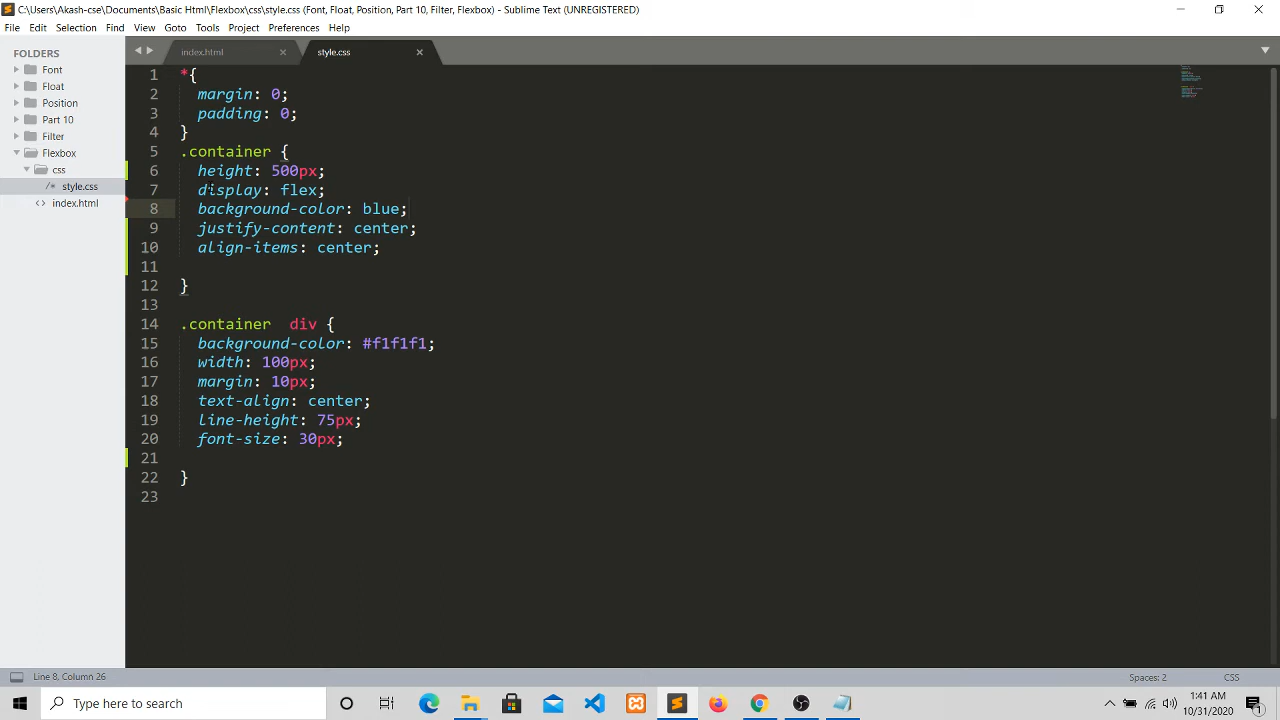 C:\Users\Akash-cse\Documents\Basic Html\Flexbox\css\style.css (Font, Float, Position, Part 10, Filter, Flexbox) - Sublime Text (UNREGISTERED)
File Edit Selection Find View Goto Tools Project Preferences Help
FOLDERS
Font
Float
Position
Part 10
Filter
Flexbox
css
/* style.css
<> index.html
index.html
style.css
1 *{
2 margin: 0;
3 padding: 0;
4 }
5 .container {
6 height: 500px;
7 display: flex;
8 background-color: blue;
9 justify-content: center;
10 align-items: center;
11
12 }
13
14 .container  div {
15 background-color: #f1f1f1;
16 width: 100px;
17 margin: 10px;
18 text-align: center;
19 line-height: 75px;
20 font-size: 30px;
21
22 }
23
Line 8, Column 26
Spaces: 2
CSS
Type here to search
1:41 AM
10/31/2020
1